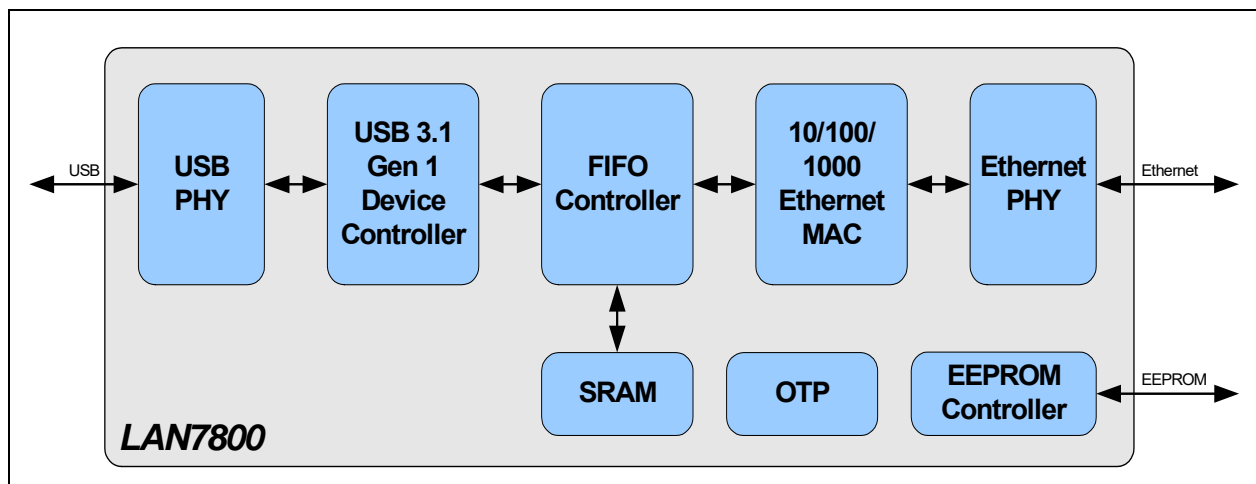 USB
USB
PHY
USB 3.1
Gen 1
Device
Controller
FIFO
Controller
10/100/
1000
Ethernet
MAC
Ethernet
PHY
Ethernet
SRAM
OTP
EEPROM
Controller
EEPROM
LAN7800